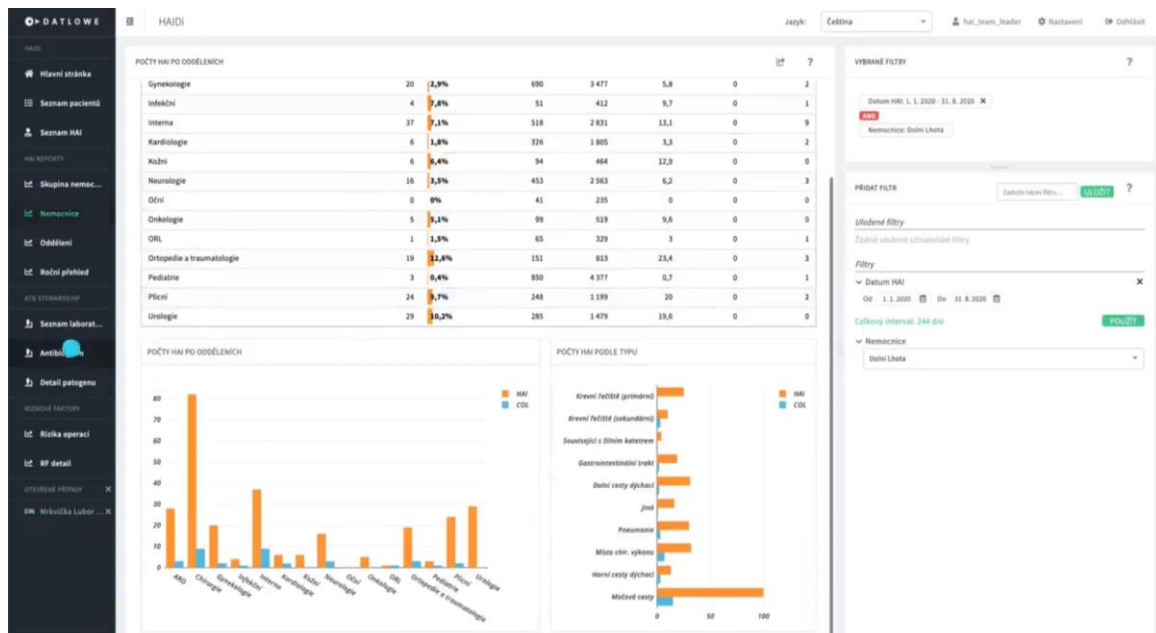 DATLOWE
HAIDi
Jazyk:
Čeština
hai_team_leader
Nastavení
Odhlásit
HAIDI
Hlavní stránka
Seznam pacientů
Seznam HAI
HAI REPORTY
Skupina nemoc...
Nemocnice
Oddělení
Roční přehled
ATB STEWARDSHIP
Seznam laborat...
Detail patogenu
RIZIKOVÉ FAKTORY
Rizika operací
RF detail
OTEVŘENÉ PŘÍPADY X
Mrkvička Lubor ... X
POČTY HAI PO ODDĚLENÍCH ?
Gynekologie 20 2,9% 690 3 477 5,8 0 2
Infekční 4 7,8% 51 412 9,7 0 1
Interna 37 7,1% 518 2 831 13,1 0 9
Kardiologie 6 1,8% 326 1 805 3,3 0 2
Kožní 6 6,4% 94 464 12,9 0 0
Neurologie 16 3,5% 453 2 563 6,2 0 3
Oční 0 0% 41 235 0 0 0
Onkologie 5 5,1% 99 519 9,6 0 0
ORL 1 1,5% 65 329 3 0 1
Ortopedie a traumatologie 19 12,6% 151 813 23,4 0 3
Pediatrie 3 0,4% 850 4 377 0,7 0 1
Plicní 24 9,7% 248 1 199 20 0 2
Urologie 29 10,2% 285 1 479 19,6 0 0
POČTY HAI PO ODDĚLENÍCH
HAI
COL
80
70
60
50
40
30
20
10
0
ARO
Chirurgie
Gynekologie
Infekční
Interna
Kardiologie
Kožní
Neurologie
Oční
Onkologie
ORL
Ortopedie a traumatologie
Pediatrie
Plicní
Urologie
POČTY HAI PODLE TYPU
HAI
COL
Krevní řečiště (primární)
Krevní řečiště (sekundární)
Související s žilním katetrem
Gastrointestinální trakt
Dolní cesty dýchací
Jiné
Pneumonie
Místa chir. výkonu
Horní cesty dýchací
Močové cesty
0 50 100
VYBRANÉ FILTRY ?
Datum HAI: 1. 1. 2020 - 31. 8. 2020 ✖
AND
Nemocnice: Dolní Lhota
PŘIDAT FILTR
Zadejte název filtru ...
ULOŽIT ?
Uložené filtry
Žádné uložené uživatelské filtry
Filtry
Datum HAI ✖
Od 1. 1. 2020 Do 31. 8. 2020
Celkový interval: 244 dní
POUŽÍT
Nemocnice
Dolní Lhota